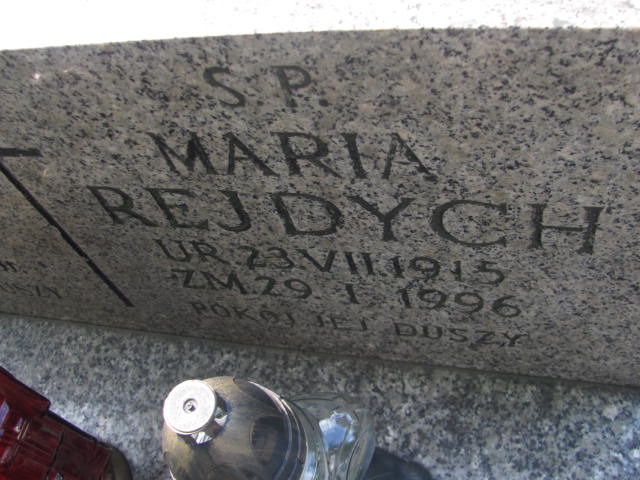 S P
MARIA
REJDYCH
UR. 23.VII.1915
ZM.29.I.1996
POKÓJ JEJ DUSZY